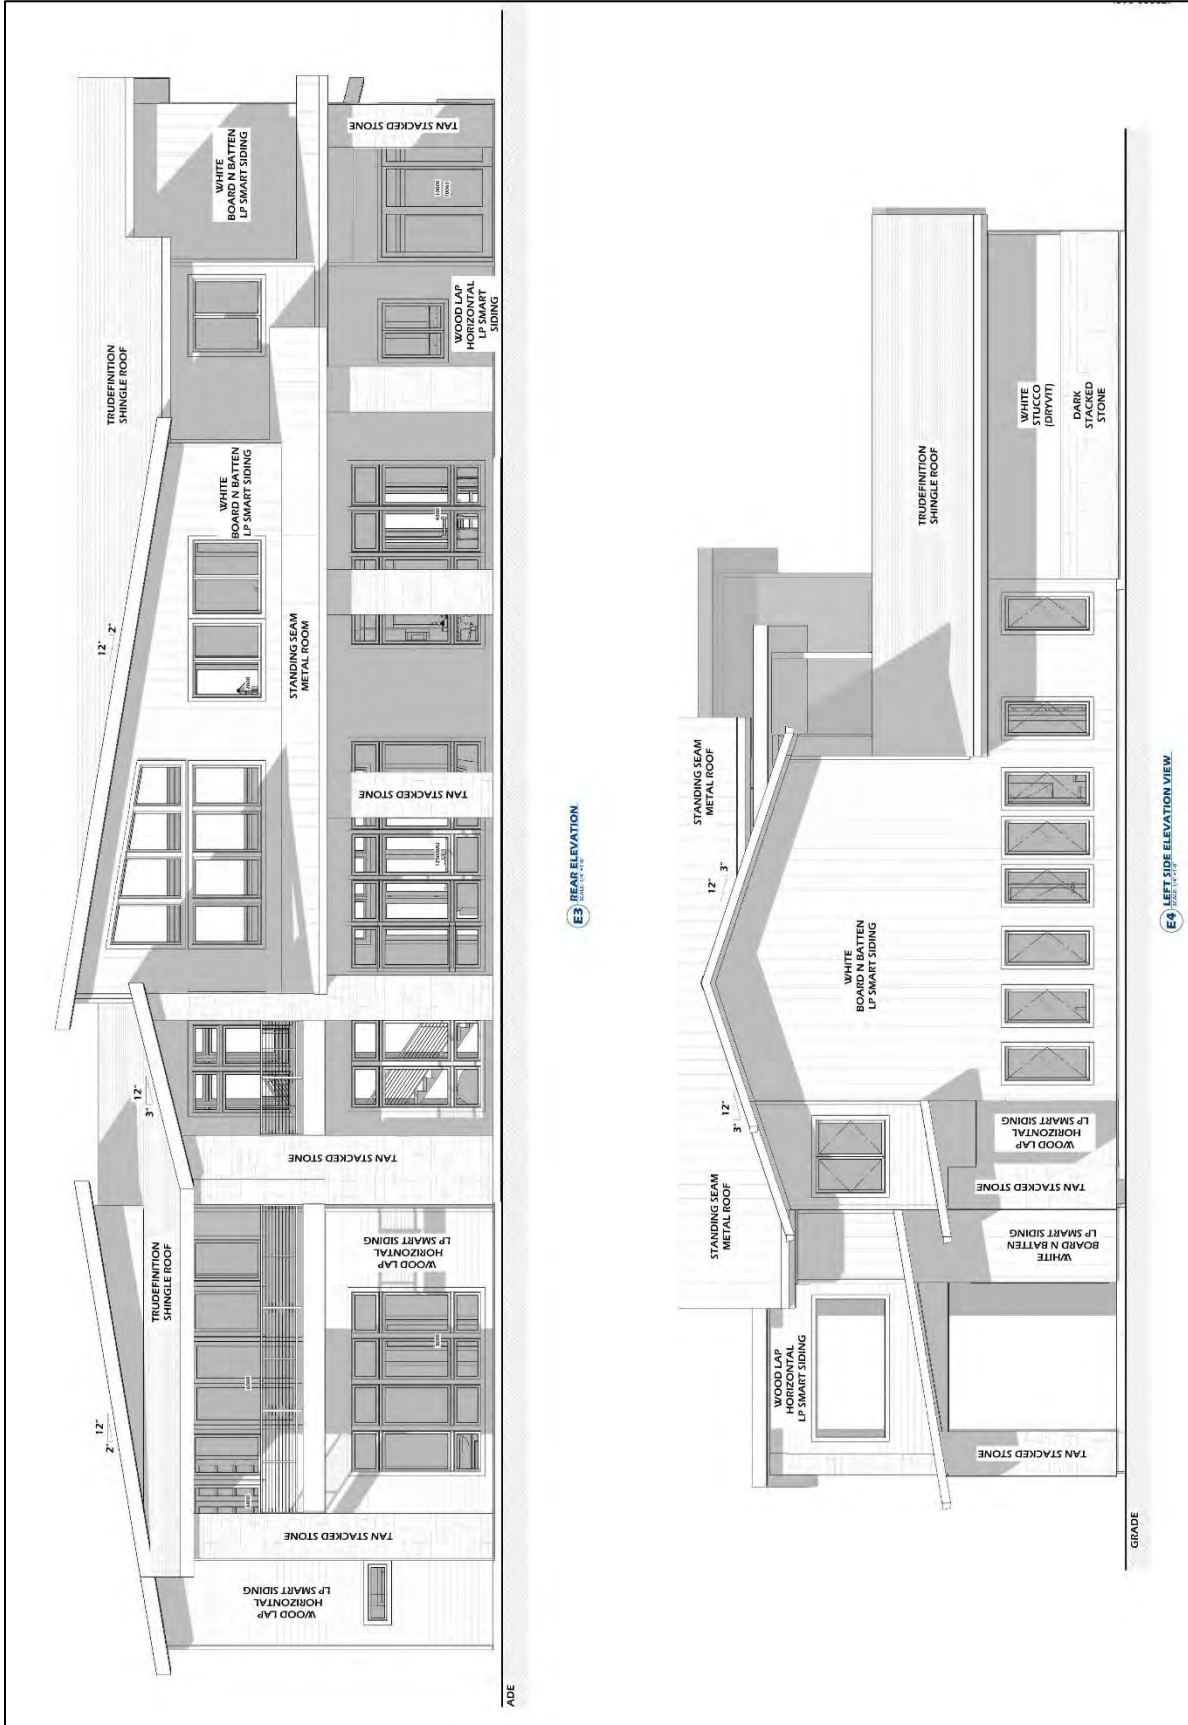 12"
2"
TRUDEFINITION
SHINGLE ROOF
12"
3"
12"
2"
TRUDEFINITION
SHINGLE ROOF
WHITE
BOARD N BATTEN
LP SMART SIDING
WHITE
BOARD N BATTEN
LP SMART SIDING
WOOD LAP
HORIZONTAL
LP SMART SIDING
TAN STACKED STONE
WOOD LAP
HORIZONTAL
LP SMART SIDING
TAN STACKED STONE
STANDING SEAM
METAL ROOM
TAN STACKED STONE
WOOD LAP
HORIZONTAL
LP SMART
SIDING
TAN STACKED STONE
ADE
E3 REAR ELEVATION
STANDING SEAM
METAL ROOF
STANDING SEAM
METAL ROOF
12"
3"
12"
3"
WOOD LAP
HORIZONTAL
LP SMART SIDING
WHITE
BOARD N BATTEN
LP SMART SIDING
TRUDEFINITION
SHINGLE ROOF
TAN STACKED STONE
WHITE
BOARD N BATTEN
LP SMART SIDING
TAN STACKED STONE
WOOD LAP
HORIZONTAL
LP SMART SIDING
WHITE
STUCCO
(DRYVIT)
DARK
STACKED
STONE
GRADE
E4 LEFT SIDE ELEVATION VIEW